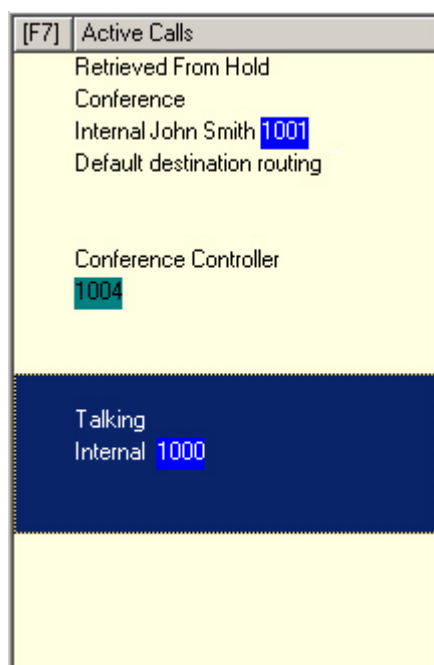 [F7] Active Calls
Retrieved From Hold
Conference
Internal John Smith 1001
Default destination routing
Conference Controller
1004
Talking
Internal 1000